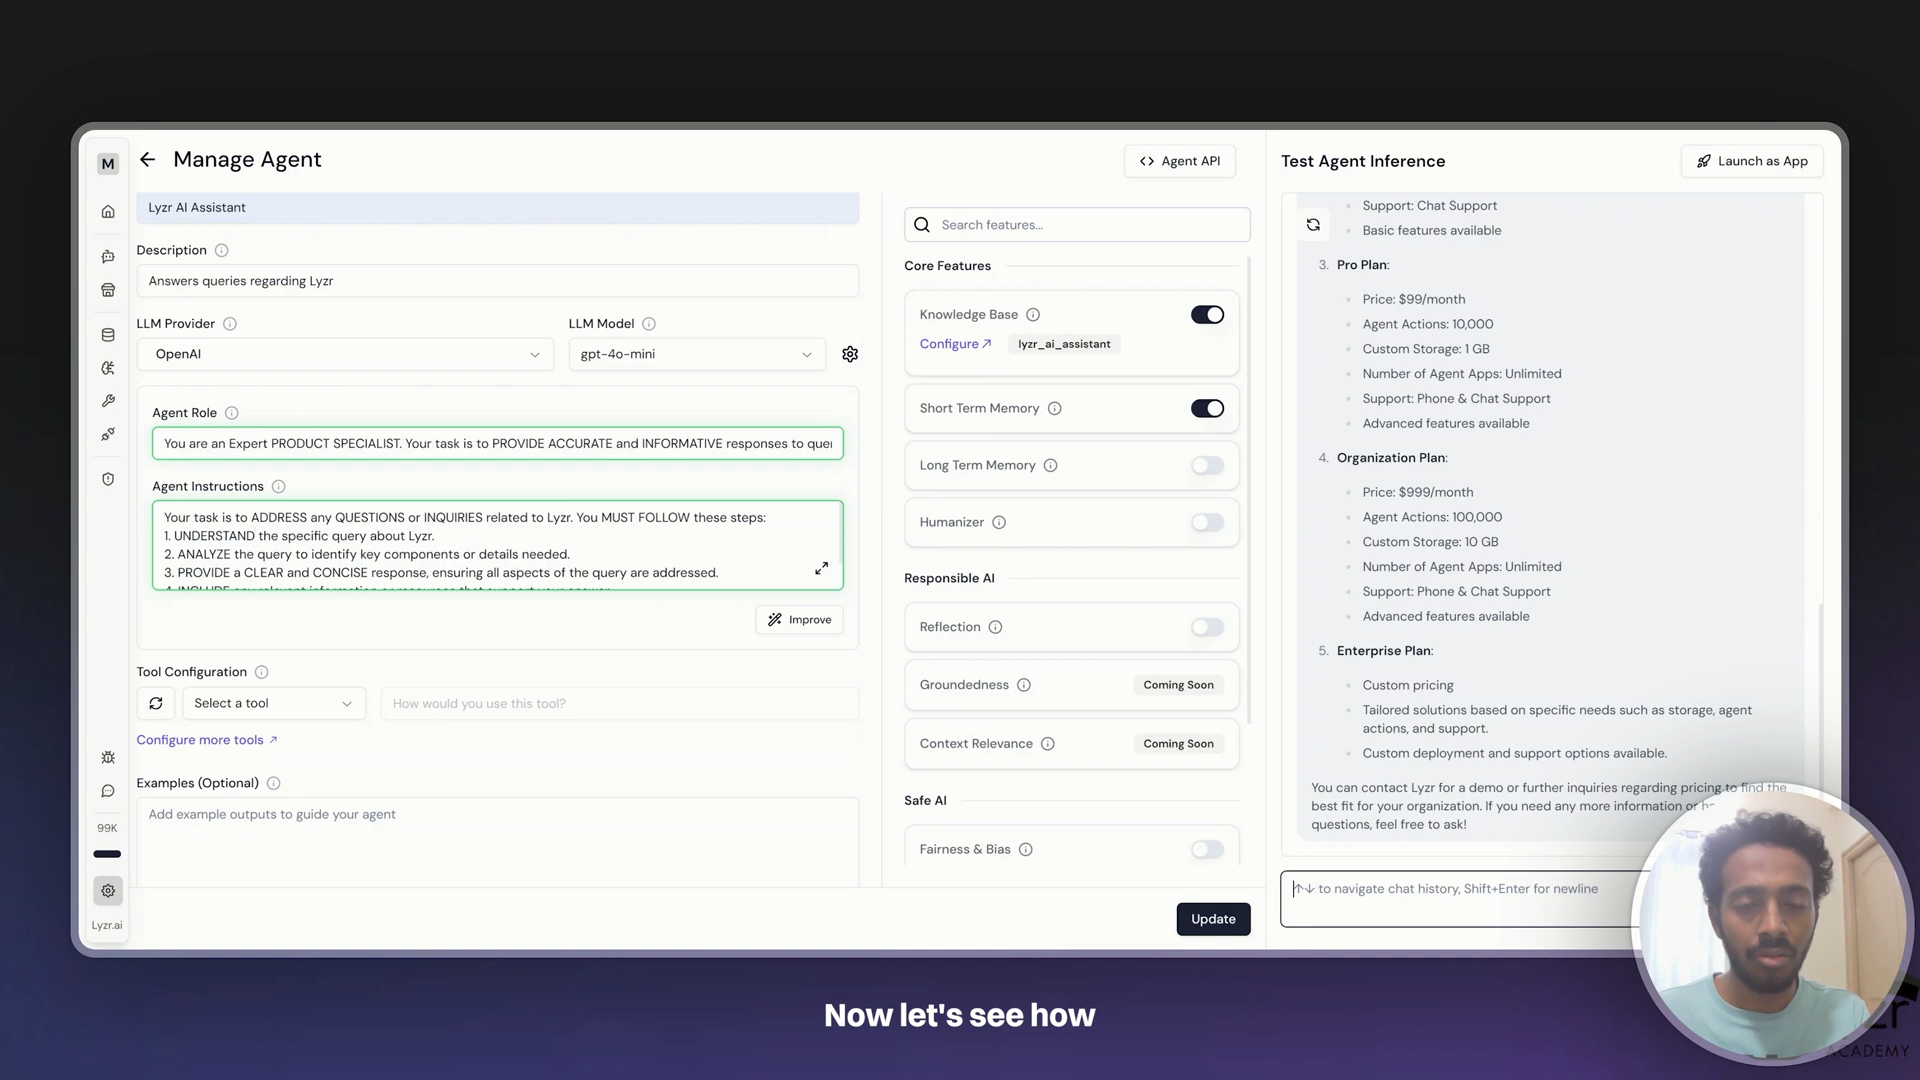 M
Manage Agent
Agent API
Lyzr AI Assistant
Description
Answers queries regarding Lyzr
LLM Provider
LLM Model
OpenAI
gpt-4o-mini
Agent Role
You are an Expert PRODUCT SPECIALIST. Your task is to PROVIDE ACCURATE and INFORMATIVE responses to quer
Agent Instructions
Your task is to ADDRESS any QUESTIONS or INQUIRIES related to Lyzr. You MUST FOLLOW these steps:
1. UNDERSTAND the specific query about Lyzr.
2. ANALYZE the query to identify key components or details needed.
3. PROVIDE a CLEAR and CONCISE response, ensuring all aspects of the query are addressed.
4. INCLUDE any relevant information or resources that support your answer.
Improve
Tool Configuration
Select a tool
How would you use this tool?
Configure more tools
Examples (Optional)
Add example outputs to guide your agent
99K
Lyzr.ai
Search features...
Core Features
Knowledge Base
Configure
lyzr_ai_assistant
Short Term Memory
Long Term Memory
Humanizer
Responsible AI
Reflection
Groundedness
Coming Soon
Context Relevance
Coming Soon
Safe AI
Fairness & Bias
Update
Test Agent Inference
Launch as App
Support: Chat Support
Basic features available
3. Pro Plan:
Price: $99/month
Agent Actions: 10,000
Custom Storage: 1 GB
Number of Agent Apps: Unlimited
Support: Phone & Chat Support
Advanced features available
4. Organization Plan:
Price: $999/month
Agent Actions: 100,000
Custom Storage: 10 GB
Number of Agent Apps: Unlimited
Support: Phone & Chat Support
Advanced features available
5. Enterprise Plan:
Custom pricing
Tailored solutions based on specific needs such as storage, agent
actions, and support.
Custom deployment and support options available.
You can contact Lyzr for a demo or further inquiries regarding pricing to find the
best fit for your organization. If you need any more information or
questions, feel free to ask!
↑↓ to navigate chat history, Shift+Enter for newline
Now let's see how
ACADEMY